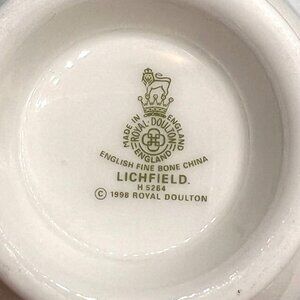 MADE IN ENGLAND
ROYAL·DOULTON
ENGLAND
ENGLISH FINE BONE CHINA
LICHFIELD.
H.5264
© 1998 ROYAL DOULTON